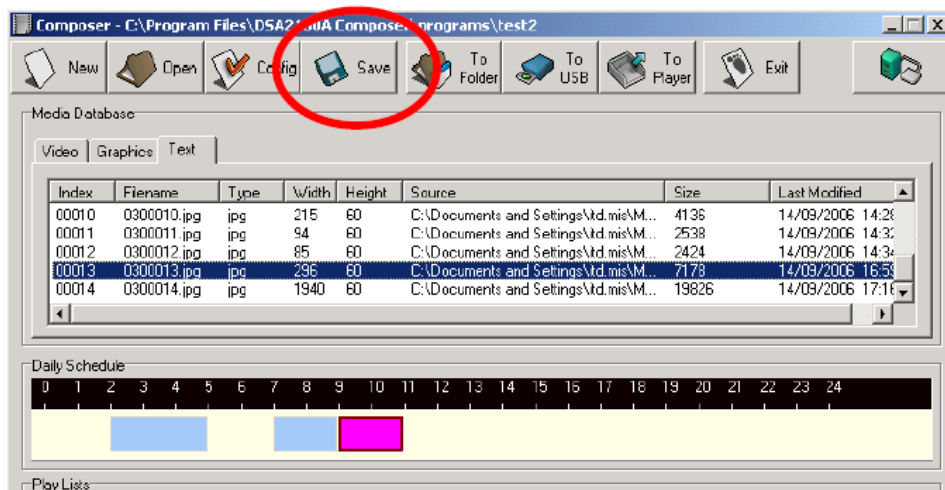 Composer - C:\Program Files\DSA2100A Composer\programs\test2
New Open Config Save To Folder To USB To Player Exit
Media Database
Video Graphics Text
Index Filename Type Width Height Source Size Last Modified
00010 0300010.jpg jpg 215 60 C:\Documents and Settings\td.mis\M... 4136 14/09/2006 14:28
00011 0300011.jpg jpg 94 60 C:\Documents and Settings\td.mis\M... 2538 14/09/2006 14:32
00012 0300012.jpg jpg 85 60 C:\Documents and Settings\td.mis\M... 2424 14/09/2006 14:34
00013 0300013.jpg jpg 296 60 C:\Documents and Settings\td.mis\M... 7178 14/09/2006 16:59
00014 0300014.jpg jpg 1940 60 C:\Documents and Settings\td.mis\M... 19826 14/09/2006 17:16
Daily Schedule
0 1 2 3 4 5 6 7 8 9 10 11 12 13 14 15 16 17 18 19 20 21 22 23 24
Play Lists